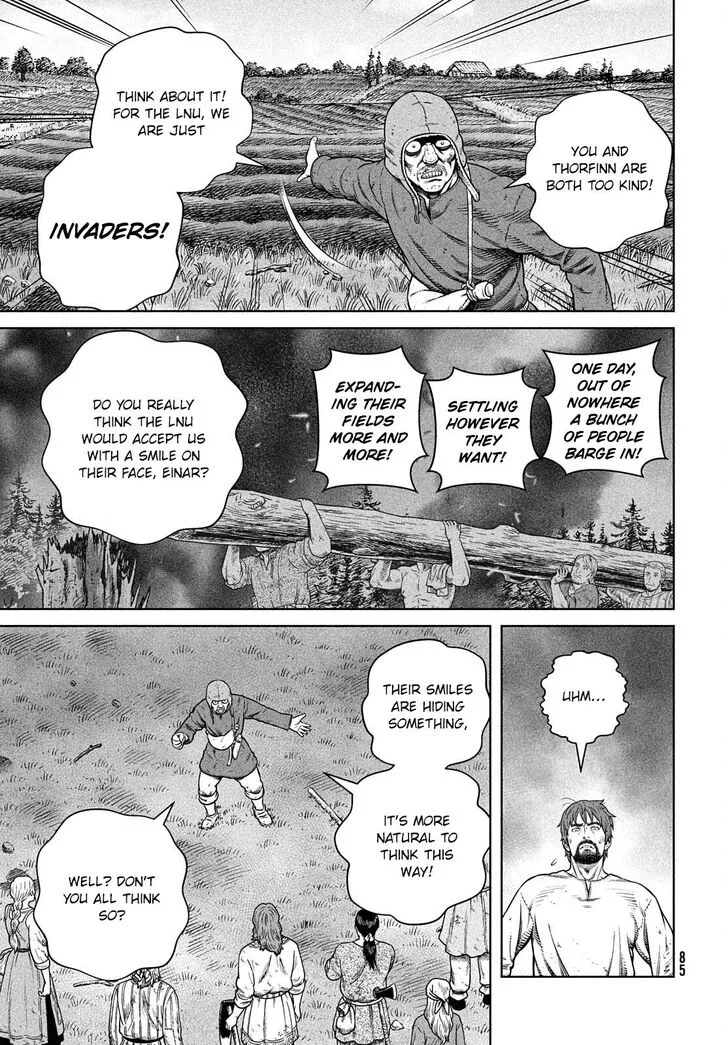 YOU AND
THORFINN ARE
BOTH TOO KIND!
THINK ABOUT IT!
FOR THE LNU, WE
ARE JUST
INVADERS!
ONE DAY,
OUT OF
NOWHERE
A BUNCH
OF PEOPLE
BARGE IN!
SETTLING
HOWEVER
THEY
WANT!
EXPAND-
ING THEIR
FIELDS
MORE AND
MORE!
DO YOU REALLY
THINK THE LNU
WOULD ACCEPT US
WITH A SMILE ON
THEIR FACE, EINAR?
UHM...
THEIR SMILES
ARE HIDING
SOMETHING,
IT'S MORE
NATURAL TO
THINK THIS
WAY!
WELL? DON'T
YOU ALL THINK
SO?
85